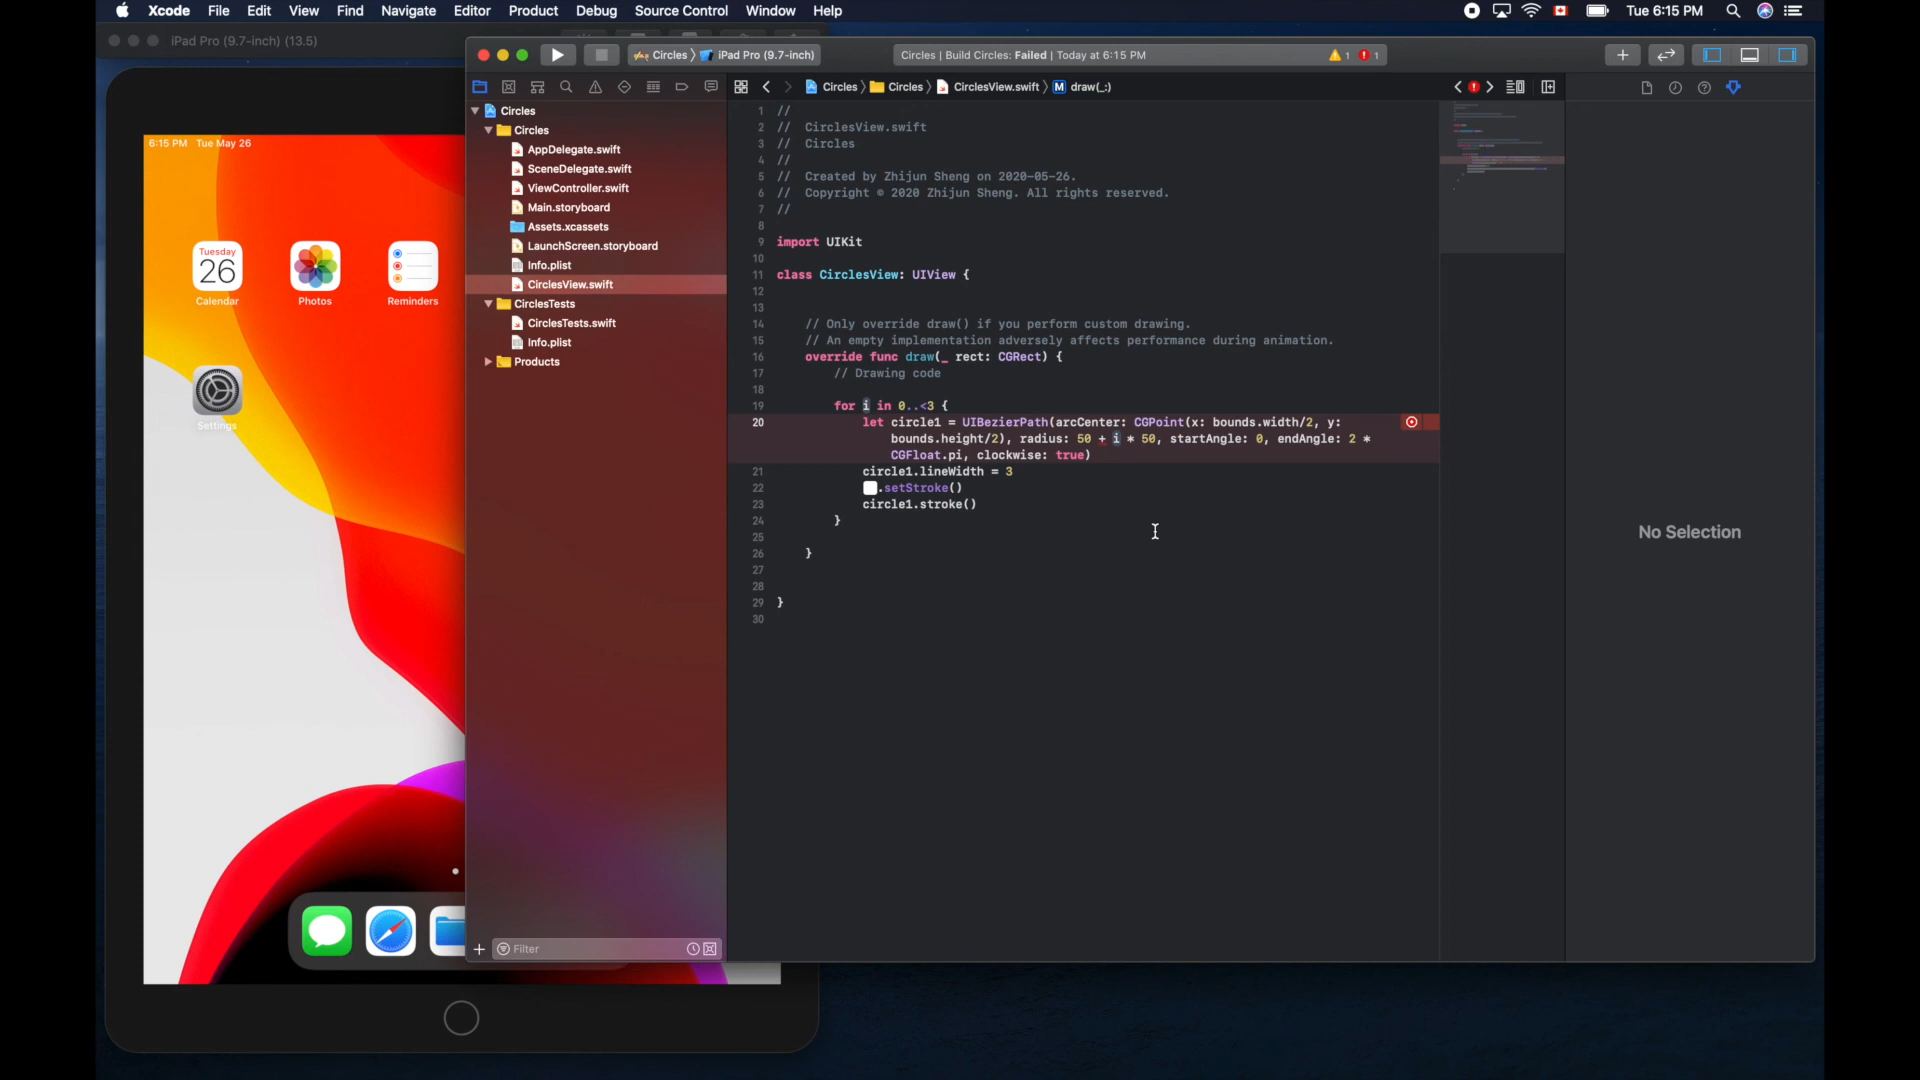 Xcode File Edit View Find Navigate Editor Product Debug Source Control Window Help Tue 6:15 PM
iPad Pro (9.7-inch) (13.5)
Circles iPad Pro (9.7-inch) Circles | Build Circles: Failed | Today at 6:15 PM 1 1
Circles Circles CirclesView.swift M draw(_:)
6:15 PM Tue May 26
Tuesday
26
Calendar Photos Reminders
Settings
Circles
Circles
AppDelegate.swift
SceneDelegate.swift
ViewController.swift
Main.storyboard
Assets.xcassets
LaunchScreen.storyboard
Info.plist
CirclesView.swift
CirclesTests
CirclesTests.swift
Info.plist
Products
Filter
1 //
2 // CirclesView.swift
3 // Circles
4 //
5 // Created by Zhijun Sheng on 2020-05-26.
6 // Copyright © 2020 Zhijun Sheng. All rights reserved.
7 //
8
9 import UIKit
10
11 class CirclesView: UIView {
12
13
14 // Only override draw() if you perform custom drawing.
15 // An empty implementation adversely affects performance during animation.
16 override func draw(_ rect: CGRect) {
17 // Drawing code
18
19 for i in 0..<3 {
20 let circle1 = UIBezierPath(arcCenter: CGPoint(x: bounds.width/2, y:
bounds.height/2), radius: 50 + i * 50, startAngle: 0, endAngle: 2 *
CGFloat.pi, clockwise: true)
21 circle1.lineWidth = 3
22 .setStroke()
23 circle1.stroke()
24 }
25
26 }
27
28
29 }
30
No Selection